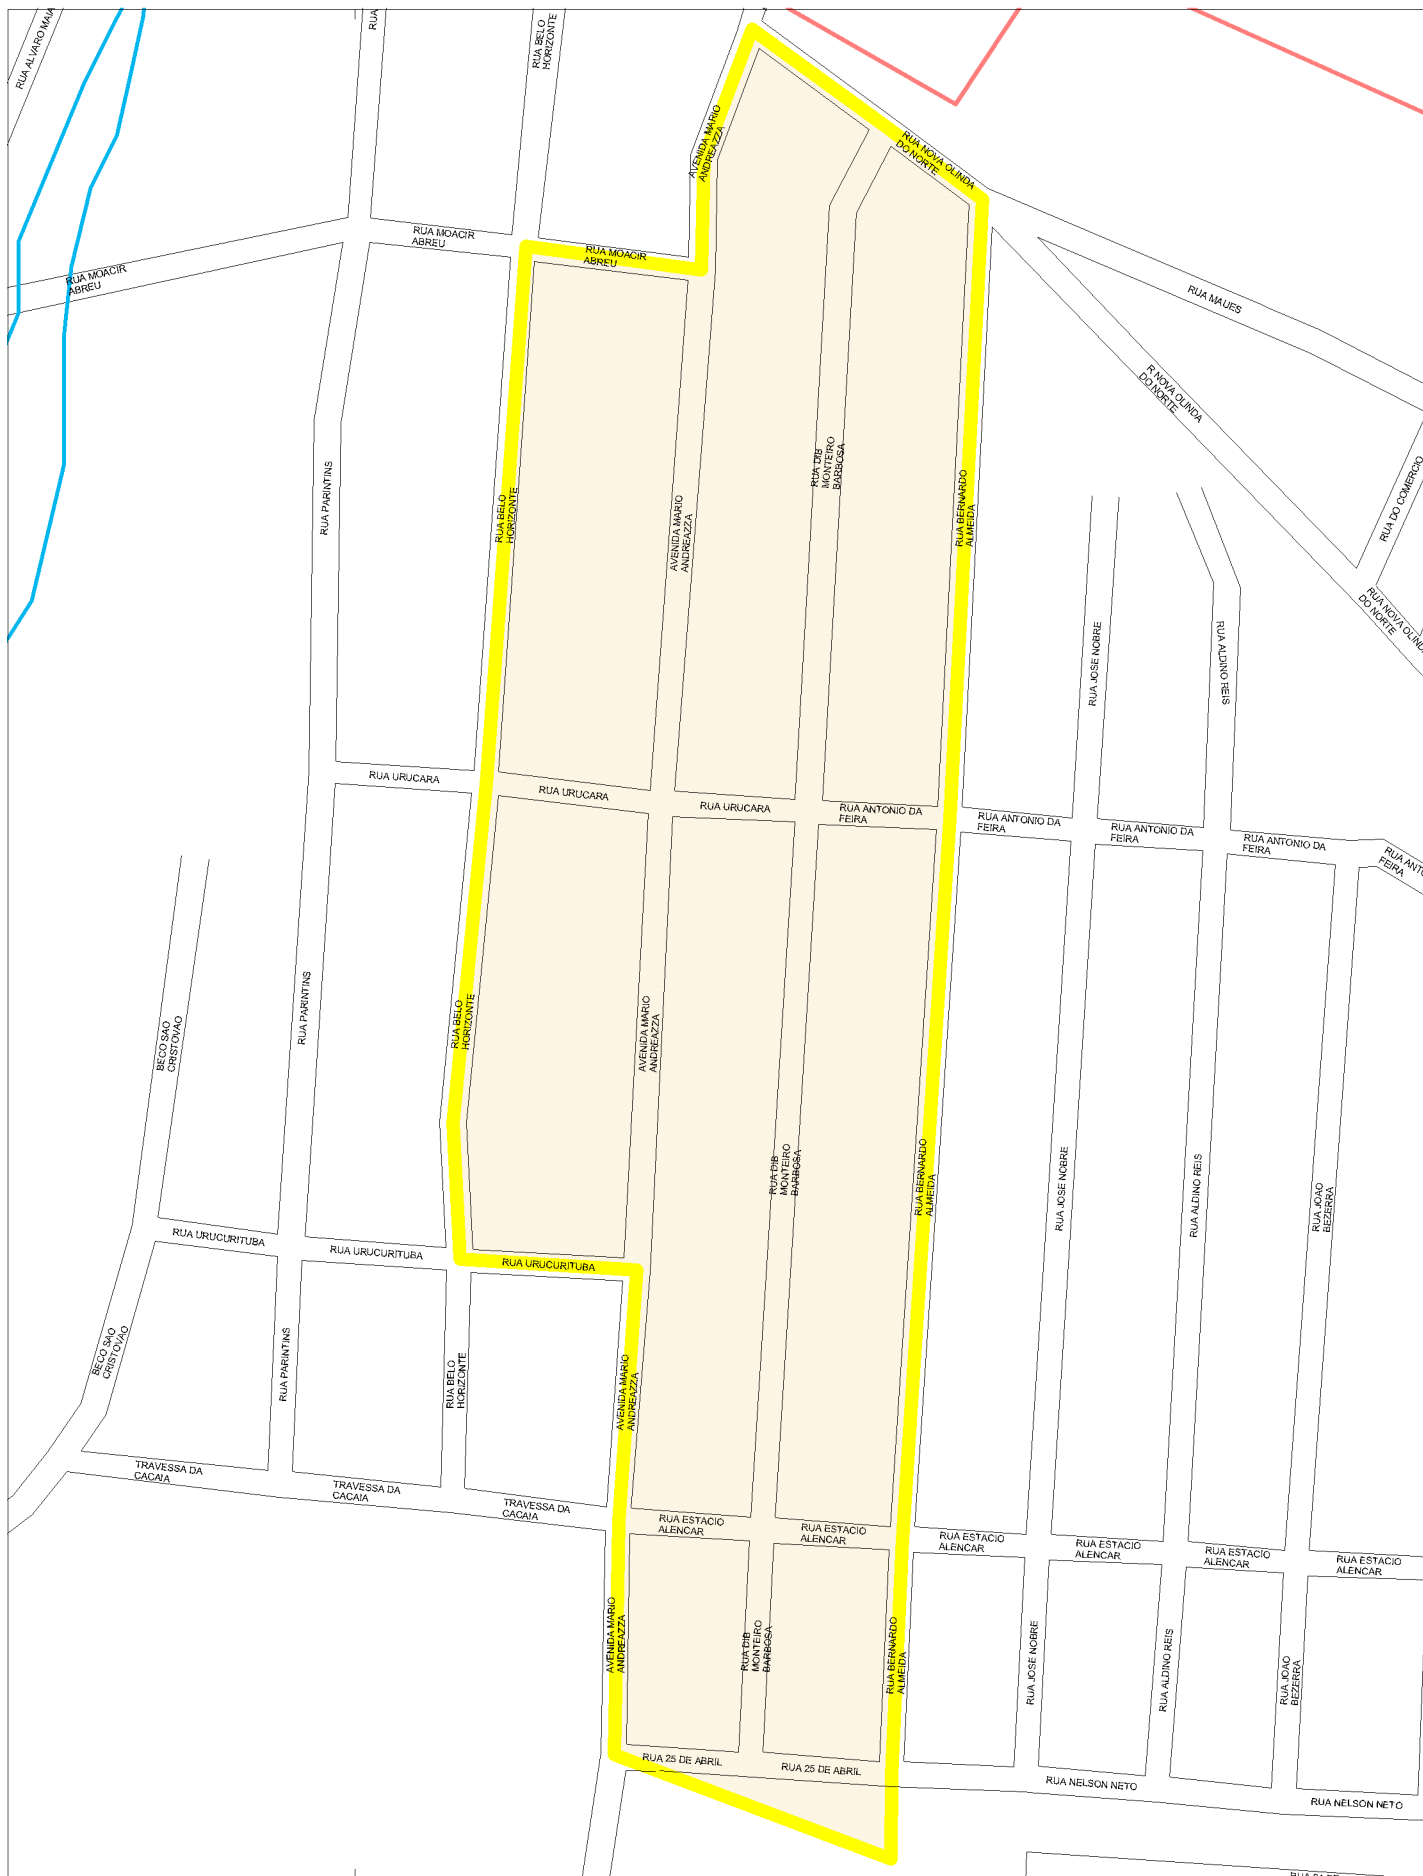 RUA ALVARO MAIA
RUA
RUA BELO
HORIZONTE
AVENIDA MARIO
ANDREAZZA
RUA NOVA OLINDA
DO NORTE
RUA MOACIR
ABREU
RUA MOACIR
ABREU
RUA MOACIR
ABREU
RUA MAUES
R NOVA OLINDA
DO NORTE
RUA DO COMERCIO
RUA NOVA OLINDA
DO NORTE
RUA PARINTINS
RUA BELO
HORIZONTE
AVENIDA MARIO
ANDREAZZA
RUA DIB
MONTEIRO
BARBOSA
RUA BERNARDO
ALMEIDA
RUA JOSE NOBRE
RUA ALDINO REIS
RUA URUCARA
RUA URUCARA
RUA URUCARA
RUA ANTONIO DA
FEIRA
RUA ANTONIO DA
FEIRA
RUA ANTONIO DA
FEIRA
RUA ANTONIO DA
FEIRA
RUA ANTO
FEIRA
BECO SAO
CRISTOVAO
RUA PARINTINS
RUA BELO
HORIZONTE
AVENIDA MARIO
ANDREAZZA
RUA DIB
MONTEIRO
BARBOSA
RUA BERNARDO
ALMEIDA
RUA JOSE NOBRE
RUA ALDINO REIS
RUA JOAO
BEZERRA
RUA URUCURITUBA
RUA URUCURITUBA
RUA URUCURITUBA
BECO SAO
CRISTOVAO
RUA PARINTINS
RUA BELO
HORIZONTE
AVENIDA MARIO
ANDREAZZA
TRAVESSA DA
CACAIA
TRAVESSA DA
CACAIA
TRAVESSA DA
CACAIA
RUA ESTACIO
ALENCAR
RUA ESTACIO
ALENCAR
RUA ESTACIO
ALENCAR
RUA ESTACIO
ALENCAR
RUA ESTACIO
ALENCAR
RUA ESTACIO
ALENCAR
AVENIDA MARIO
ANDREAZZA
RUA DIB
MONTEIRO
BARBOSA
RUA BERNARDO
ALMEIDA
RUA JOSE NOBRE
RUA ALDINO REIS
RUA JOAO
BEZERRA
RUA 25 DE ABRIL
RUA 25 DE ABRIL
RUA NELSON NETO
RUA NELSON NETO